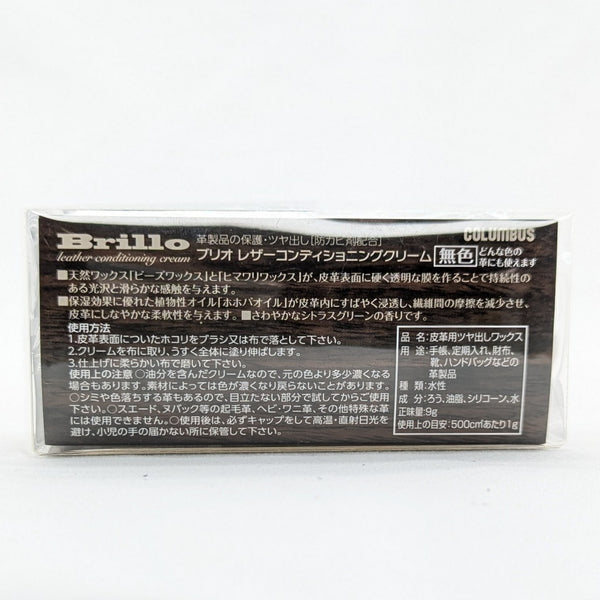 Brillo
leather conditioning cream
革製品の保護・ツヤ出し[防カビ剤配合]
ブリオ レザーコンディショニングクリーム
無色
どんな色の
革にも使えます
COLUMBUS
■天然ワックス「ビーズワックス」と「ヒマワリワックス」が、皮革表面に硬く透明な膜を作ることで持続性の
ある光沢と滑らかな感触を与えます。
■保湿効果に優れた植物性オイル「ホホバオイル」が皮革内にすばやく浸透し、繊維間の摩擦を減少させ、
皮革にしなやかな柔軟性を与えます。 ■さわやかなシトラスグリーンの香りです。
使用方法
1.皮革表面についたホコリをブラシ又は布で落として下さい。
2.クリームを布に取り、うすく全体に塗り伸ばします。
3.仕上げに柔らかい布で磨いて下さい。
使用上の注意 ○油分を含んだクリームなので、元の色より多少濃くなる
場合もあります。素材によっては色が濃くなり戻らないことがあります。
○シミや色落ちする革もあるので、目立たない部分で試してからご使用
下さい。○スエード、ヌバック等の起毛革、ヘビ・ワニ革、その他特殊な革
には使用できません。○使用後は、必ずキャップをして高温・直射日光を
避け、小児の手の届かない所に保管して下さい。
品名:皮革用ツヤ出しワックス
用途:手帳、定期入れ、財布、
靴、ハンドバッグなどの
革製品
種類:水性
成分:ろう、油脂、シリコーン、水
正味量:9g
使用上の目安:500c㎡あたり1g